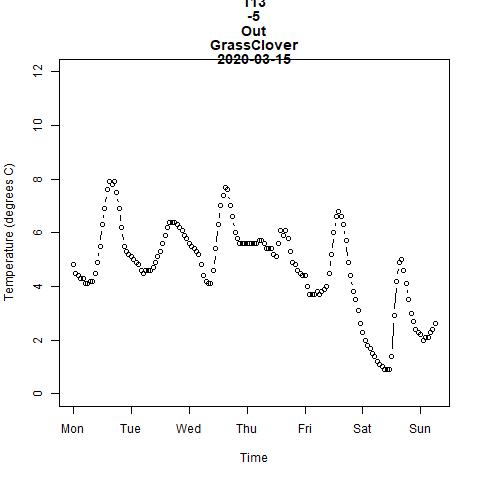 113
-5
Out
GrassClover
2020-03-15
Temperature (degrees C)
12
10
8
6
4
2
0
Mon Tue Wed Thu Fri Sat Sun
Time